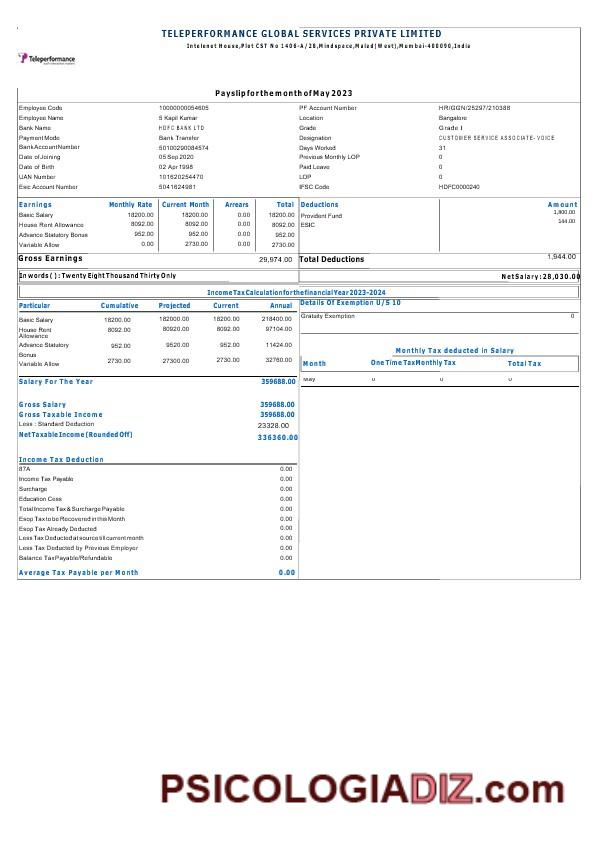 TELEPERFORMANCE GLOBAL SERVICES PRIVATE LIMITED
Intelenet House,Plot CST No 1406-A/28,Mindspace,Malad(West),Mumbai-400090,India
Teleperformance
Payslip for the month of May 2023
Employee Code 10000000054605 PF Account Number HR/GGN/25297/210388
Employee Name S Kapil Kumar Location Bangalore
Bank Name HDFC BANK LTD Grade Grade I
Payment Mode Bank Transfer Designation CUSTOMER SERVICE ASSOCIATE-VOICE
Bank Account Number 50100290084574 Days Worked 31
Date of Joining 05 Sep 2020 Previous Monthly LOP 0
Date of Birth 02 Apr 1998 Paid Leave 0
UAN Number 101620254470 LOP 0
Esic Account Number 5041624981 IFSC Code HDFC0000240
Earnings Monthly Rate Current Month Arrears Total Deductions Amount
Basic Salary 18200.00 18200.00 0.00 18200.00 Provident Fund 1,800.00
House Rent Allowance 8092.00 8092.00 0.00 8092.00 ESIC 144.00
Advance Statutory Bonus 952.00 952.00 0.00 952.00
Variable Allow 0.00 2730.00 0.00 2730.00
Gross Earnings 29,974.00 Total Deductions 1,944.00
In words ( ) : Twenty Eight Thousand Thirty Only Net Salary : 28,030.00
Income Tax Calculation for the financial Year 2023-2024
Particular Cumulative Projected Current Annual Details Of Exemption U/S 10
Basic Salary 18200.00 182000.00 18200.00 218400.00 Gratuity Exemption 0
House Rent Allowance 8092.00 80920.00 8092.00 97104.00
Advance Statutory Bonus 952.00 9520.00 952.00 11424.00
Variable Allow 2730.00 27300.00 2730.00 32760.00
Monthly Tax deducted in Salary
Month One Time Tax Monthly Tax Total Tax
May 0 0 0
Salary For The Year 359688.00
Gross Salary 359688.00
Gross Taxable Income 359688.00
Less : Standard Deduction 23328.00
Net Taxable Income (Rounded Off) 336360.00
Income Tax Deduction
87A 0.00
Income Tax Payable 0.00
Surcharge 0.00
Education Cess 0.00
Total Income Tax & Surcharge Payable 0.00
Esop Tax to be Recovered in this Month 0.00
Esop Tax Already Deducted 0.00
Less Tax Deducted at source till current month 0.00
Less Tax Deducted by Previous Employer 0.00
Balance Tax Payable/Refundable 0.00
Average Tax Payable per Month 0.00
PSICOLOGIADIZ.com